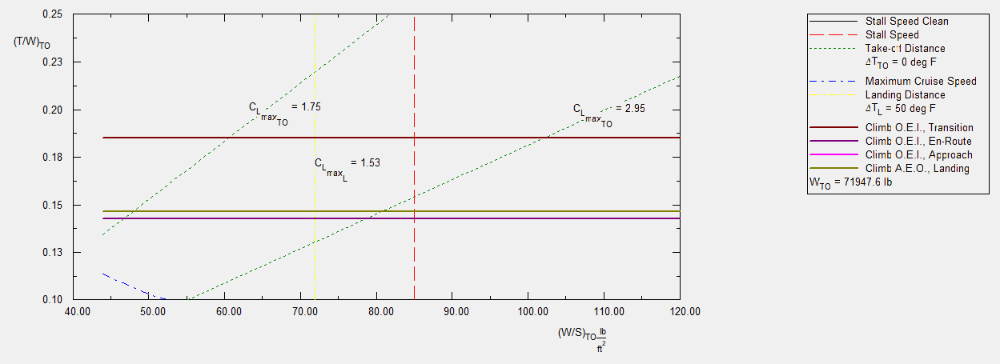 0.25
(T/W)TO
0.23
0.20
0.18
0.15
0.13
0.10
CLmaxTO = 1.75
CLmaxTO = 2.95
CLmaxL = 1.53
40.00 50.00 60.00 70.00 80.00 90.00 100.00 110.00 120.00
(W/S)TO lb
ft2
Stall Speed Clean
Stall Speed
Take-off Distance
ΔTTO = 0 deg F
Maximum Cruise Speed
Landing Distance
ΔTL = 50 deg F
Climb O.E.I., Transition
Climb O.E.I., En-Route
Climb O.E.I., Approach
Climb A.E.O., Landing
WTO = 71947.6 lb